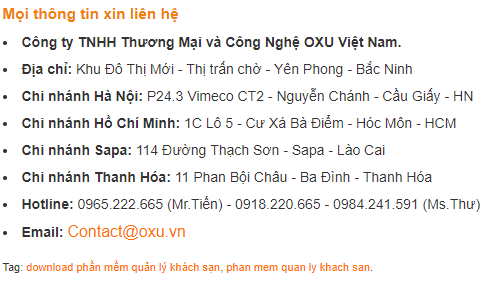 Mọi thông tin xin liên hệ
• Công ty TNHH Thương Mại và Công Nghệ OXU Việt Nam.
• Địa chỉ: Khu Đô Thị Mới - Thị trấn chờ - Yên Phong - Bắc Ninh
• Chi nhánh Hà Nội: P24.3 Vimeco CT2 - Nguyễn Chánh - Cầu Giấy - HN
• Chi nhánh Hồ Chí Minh: 1C Lô 5 - Cư Xá Bà Điểm - Hóc Môn - HCM
• Chi nhánh Sapa: 114 Đường Thạch Sơn - Sapa - Lào Cai
• Chi nhánh Thanh Hóa: 11 Phan Bội Châu - Ba Đình - Thanh Hóa
• Hotline: 0965.222.665 (Mr.Tiến) - 0918.220.665 - 0984.241.591 (Ms.Thư)
• Email: Contact@oxu.vn
Tag: download phần mềm quản lý khách sạn, phan mem quan ly khach san.